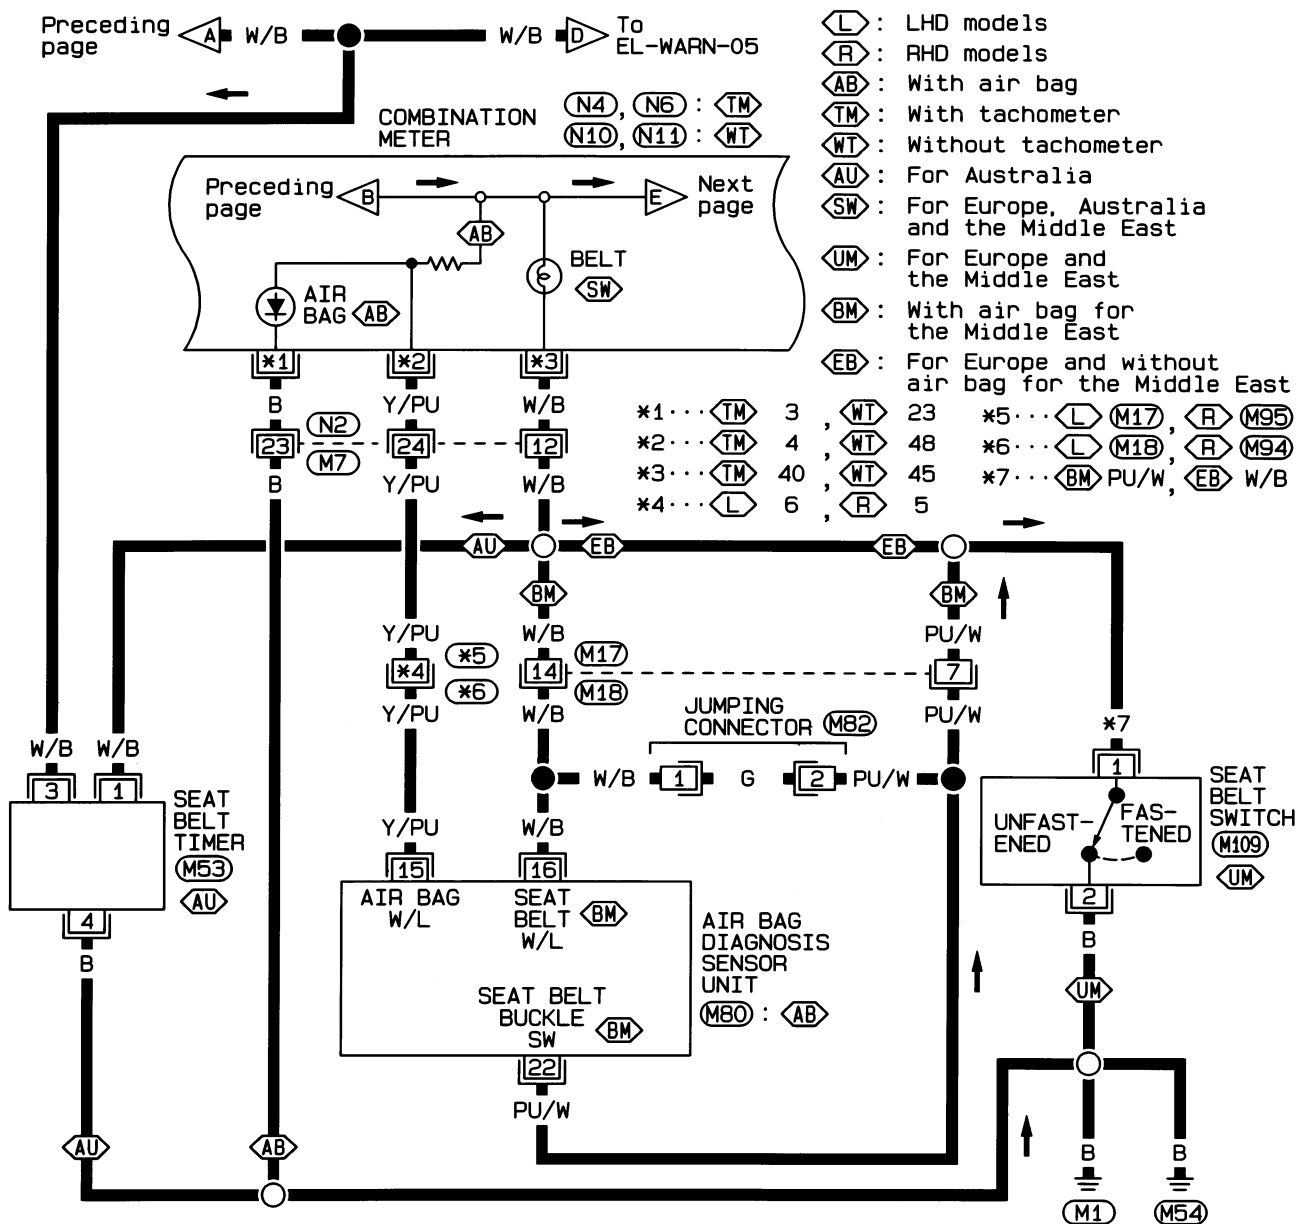 Preceding page A W/B W/B D To EL-WARN-05
L : LHD models
R : RHD models
AB : With air bag
TM : With tachometer
WT : Without tachometer
AU : For Australia
SW : For Europe, Australia
and the Middle East
UM : For Europe and
the Middle East
BM : With air bag for
the Middle East
EB : For Europe and without
air bag for the Middle East
COMBINATION
METER
N4 , N6 : TM
N10 , N11 : WT
Preceding
page
B
E
Next
page
AB
BELT
SW
AIR
BAG AB
*1 *2 *3
B Y/PU W/B
N2
23 24 12
M7
B Y/PU W/B
*1··· TM 3 , WT 23
*2··· TM 4 , WT 48
*3··· TM 40 , WT 45
*4··· L 6 , R 5
*5··· L M17 , R M95
*6··· L M18 , R M94
*7··· BM PU/W , EB W/B
AU EB EB
BM BM
Y/PU W/B PU/W
*5 M17
*4 14 7
*6 M18
Y/PU W/B PU/W
JUMPING
CONNECTOR M82
*7
W/B W/B
W/B 1 G 2 PU/W
3 1
1
SEAT
BELT
TIMER
M53
AU
4
B
Y/PU W/B
15 16
AIR BAG
W/L
SEAT
BELT
W/L
BM
SEAT BELT
BUCKLE
SW
BM
22
PU/W
AIR BAG
DIAGNOSIS
SENSOR
UNIT
M80 : AB
UNFAST-
ENED
FAS-
TENED
SEAT
BELT
SWITCH
M109
UM
2
B
UM
AU AB
B B
M1 M54